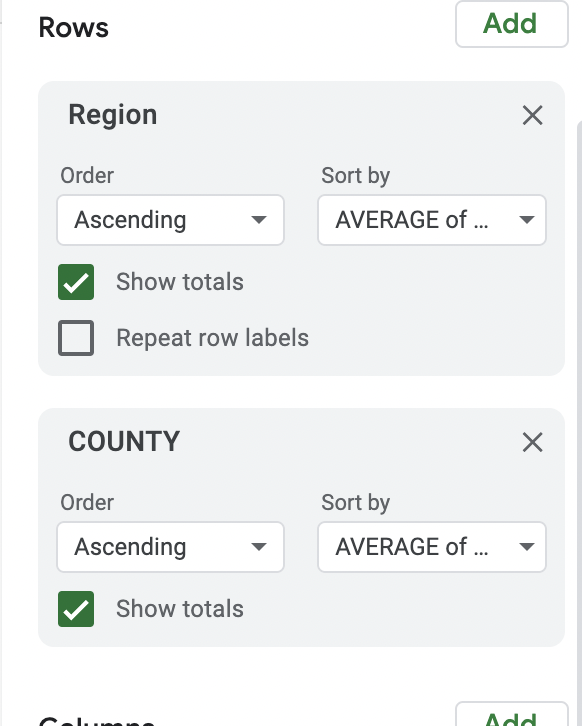 Rows Add
Region
Order Sort by
Ascending AVERAGE of ...
Show totals
Repeat row labels
COUNTY
Order Sort by
Ascending AVERAGE of ...
Show totals
Columns Add